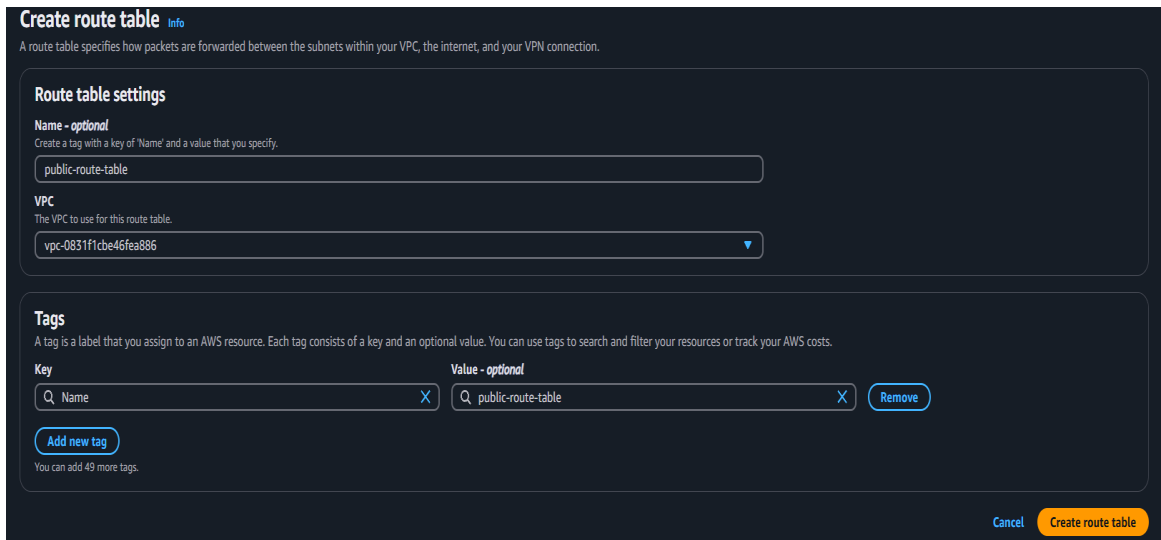 Create route table Info
A route table specifies how packets are forwarded between the subnets within your VPC, the internet, and your VPN connection.
Route table settings
Name - optional
Create a tag with a key of 'Name' and a value that you specify.
public-route-table
VPC
The VPC to use for this route table.
vpc-0831f1cbe46fea886
Tags
A tag is a label that you assign to an AWS resource. Each tag consists of a key and an optional value. You can use tags to search and filter your resources or track your AWS costs.
Key Value - optional
Name public-route-table Remove
Add new tag
You can add 49 more tags.
Cancel Create route table